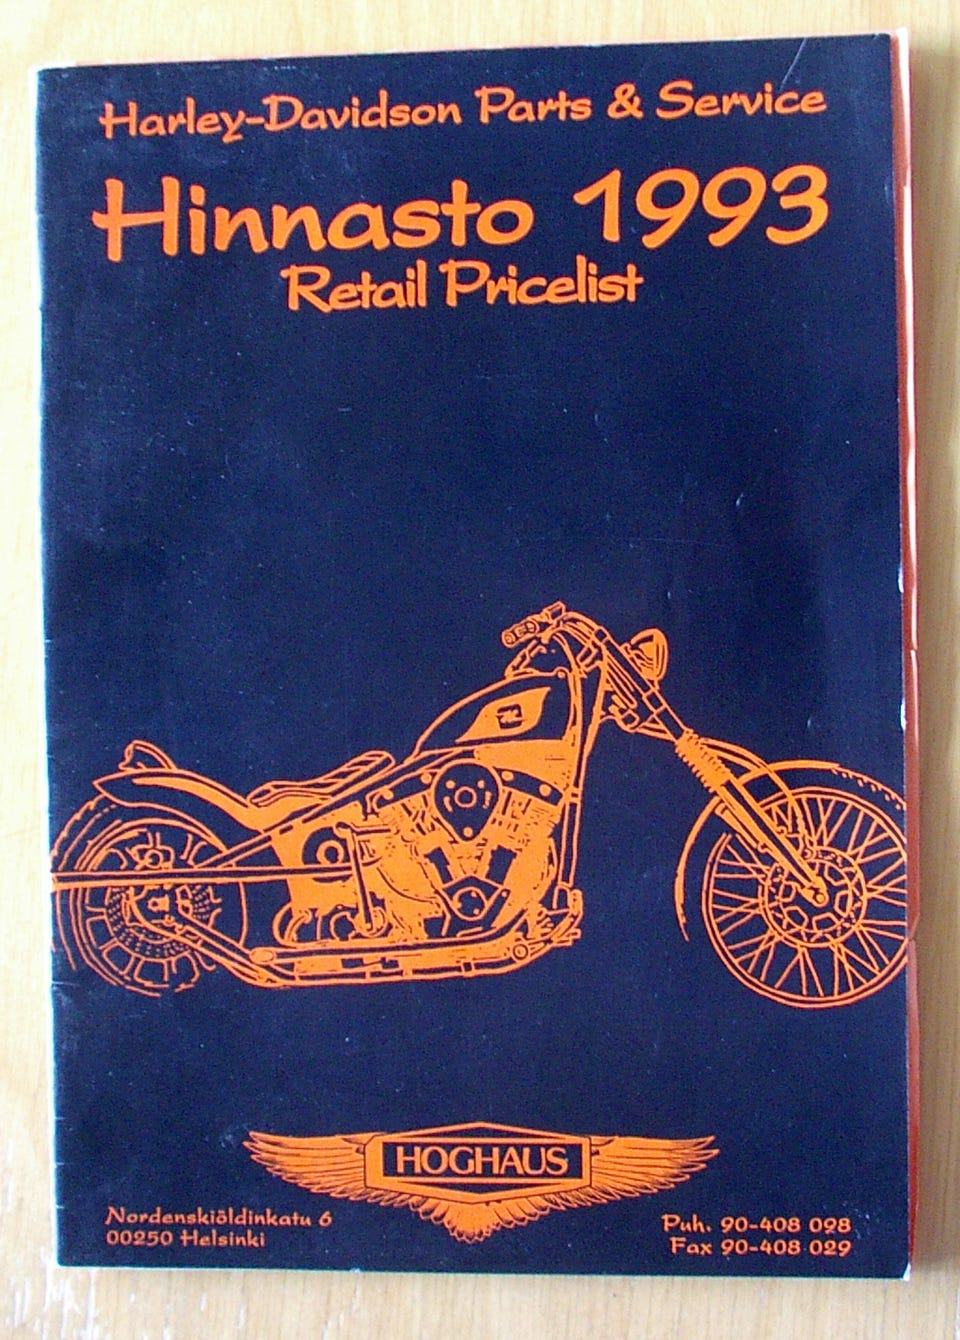 Harley-Davidson Parts & Service
Hinnasto 1993
Retail Pricelist
HOGHAUS
Nordenskiöldinkatu 6
00250 Helsinki
Puh. 90-408 098
Fax 90-408 029